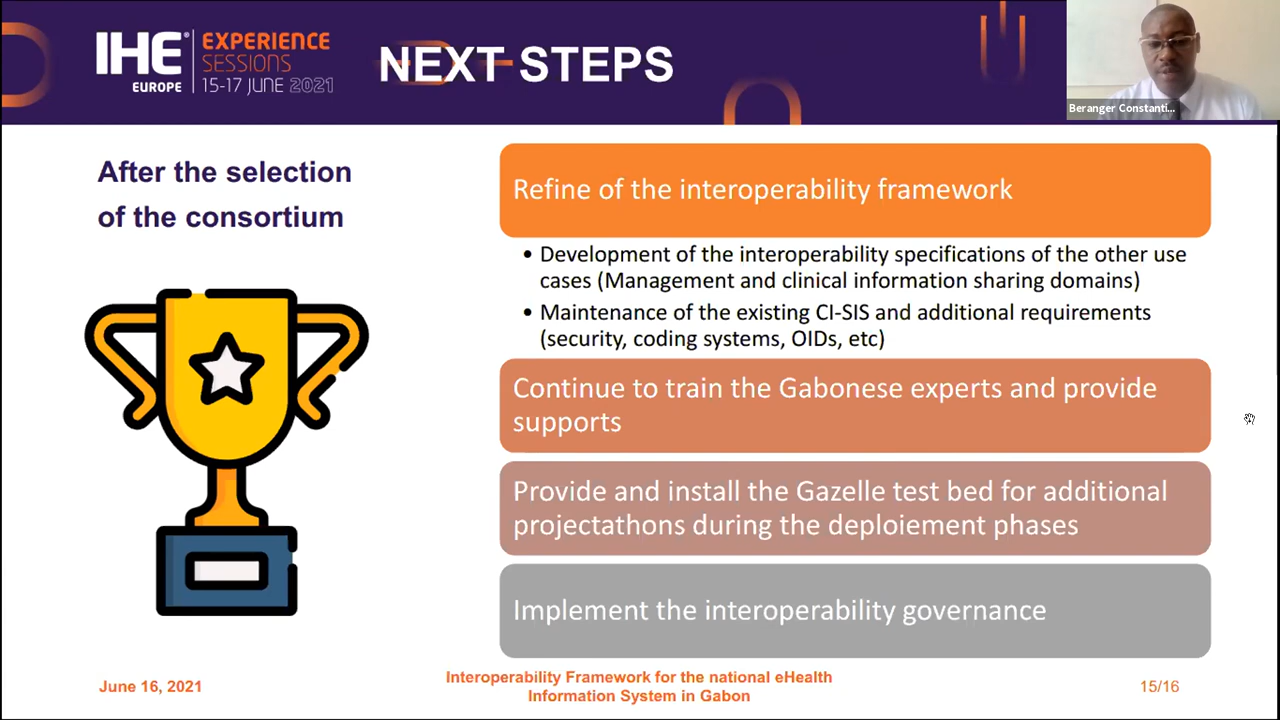 IHE®
EUROPE
EXPERIENCE
SESSIONS
15-17 JUNE 2021
NEXT STEPS
Beranger Constanti...
After the selection
of the consortium
Refine of the interoperability framework
• Development of the interoperability specifications of the other use
cases (Management and clinical information sharing domains)
• Maintenance of the existing CI-SIS and additional requirements
(security, coding systems, OIDs, etc)
Continue to train the Gabonese experts and provide
supports
Provide and install the Gazelle test bed for additional
projectathons during the deploiement phases
Implement the interoperability governance
June 16, 2021
Interoperability Framework for the national eHealth
Information System in Gabon
15/16